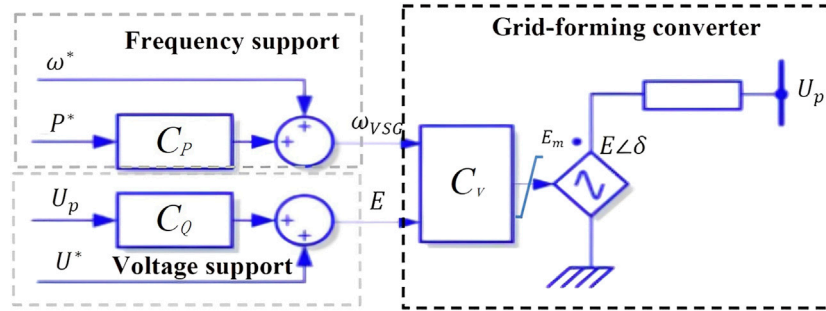 Grid-forming converter
Frequency support
ω*
P*
C_P
+
+
ω_VSG
U_p
C_Q
+
+
E
U*
Voltage support
C_V
E_m
E∠δ
U_p